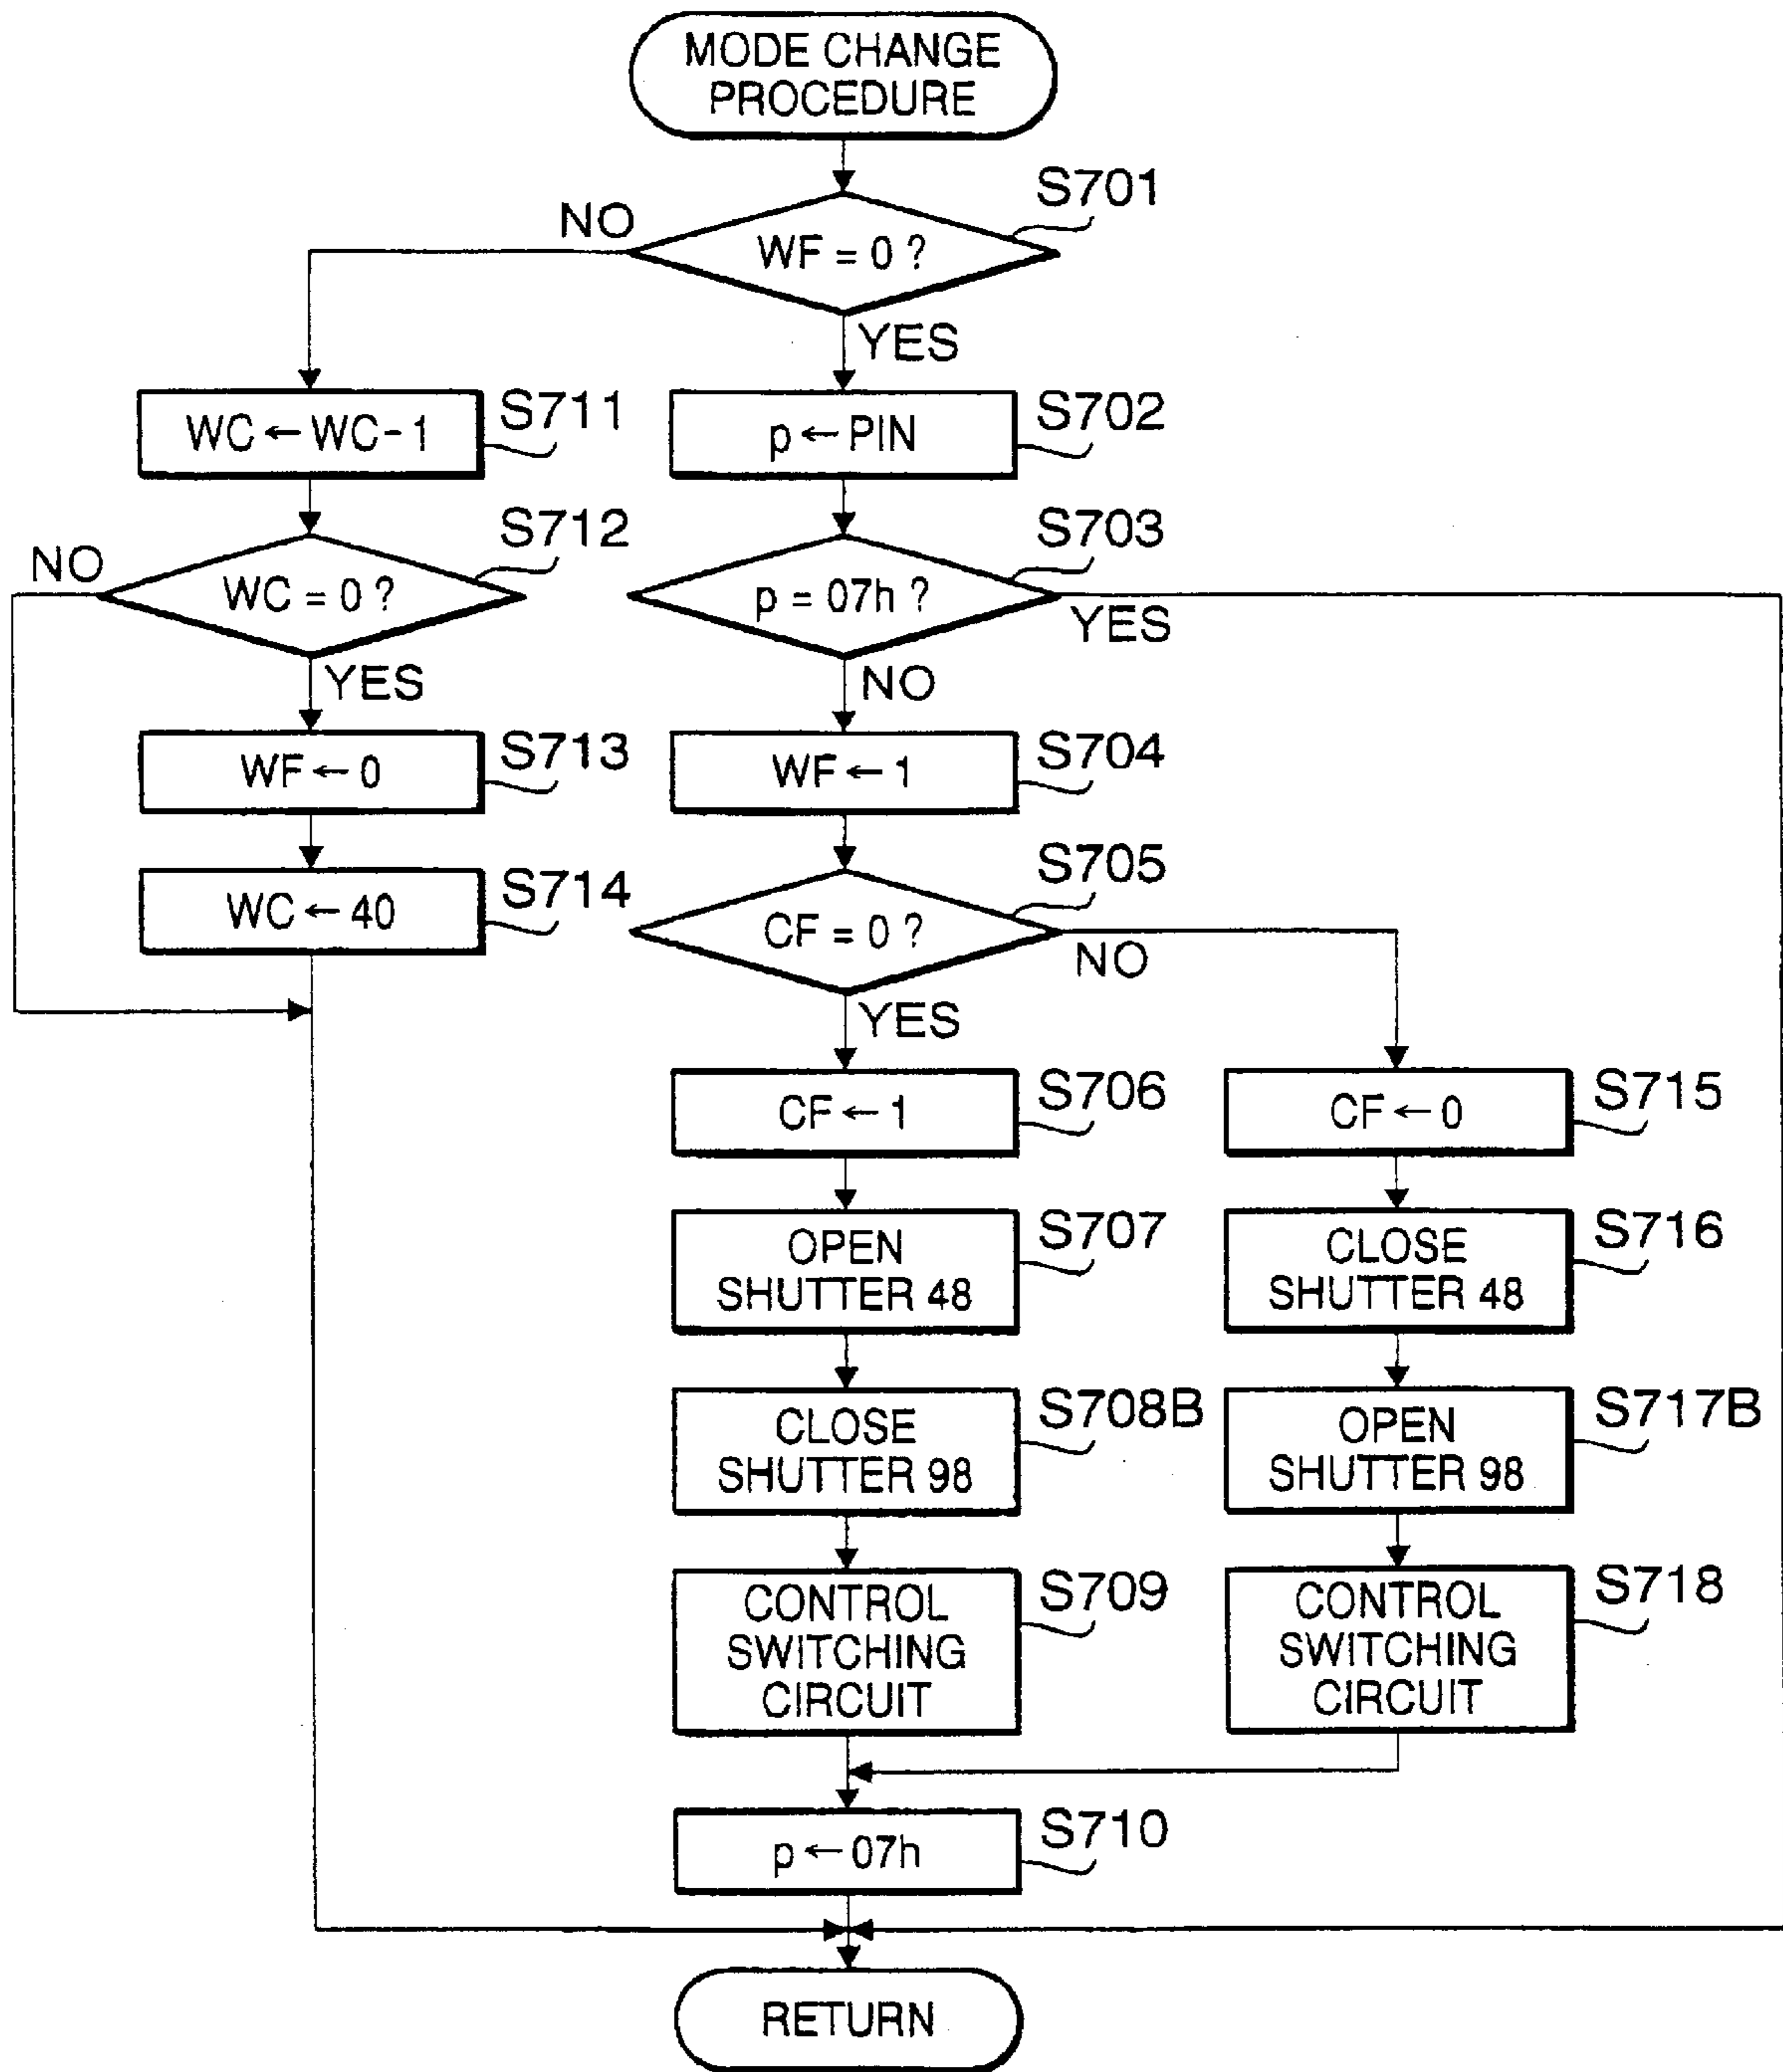 MODE CHANGE
PROCEDURE
S701
NO
WF = 0 ?
YES
S711
WC ← WC - 1
S702
p ← PIN
S712
NO
WC = 0 ?
YES
S703
p = 07h ?
YES
NO
S713
WF ← 0
S704
WF ← 1
S714
WC ← 40
S705
CF = 0 ?
NO
YES
S706
CF ← 1
S715
CF ← 0
S707
OPEN
SHUTTER 48
S716
CLOSE
SHUTTER 48
S708B
CLOSE
SHUTTER 98
S717B
OPEN
SHUTTER 98
S709
CONTROL
SWITCHING
CIRCUIT
S718
CONTROL
SWITCHING
CIRCUIT
S710
p ← 07h
RETURN